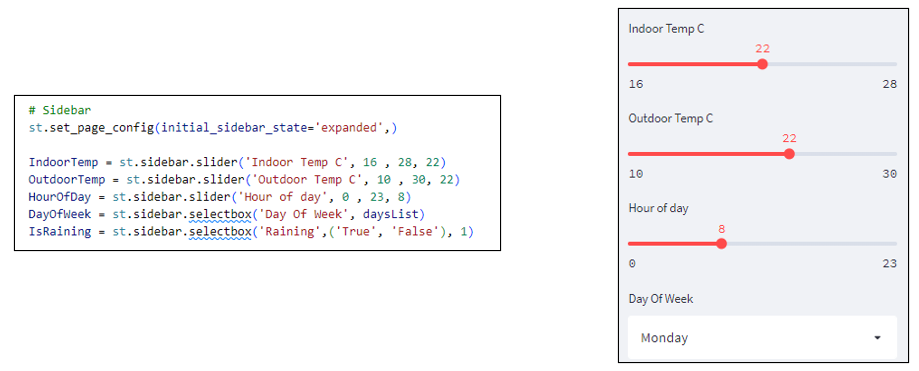 # Sidebar
st.set_page_config(initial_sidebar_state='expanded',)
IndoorTemp = st.sidebar.slider('Indoor Temp C', 16 , 28, 22)
OutdoorTemp = st.sidebar.slider('Outdoor Temp C', 10 , 30, 22)
HourOfDay = st.sidebar.slider('Hour of day', 0 , 23, 8)
DayOfWeek = st.sidebar.selectbox('Day Of Week', daysList)
IsRaining = st.sidebar.selectbox('Raining',('True', 'False'), 1)
Indoor Temp C
22
16 28
Outdoor Temp C
22
10 30
Hour of day
8
0 23
Day Of Week
Monday